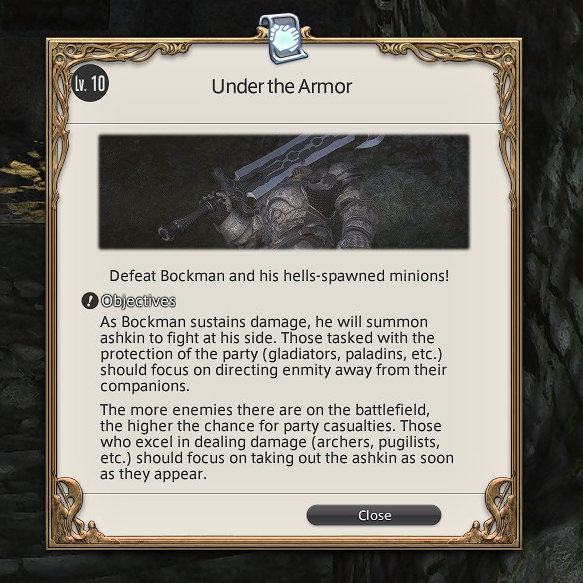 Lv. 10
Under the Armor
Defeat Bockman and his hells-spawned minions!
! Objectives
As Bockman sustains damage, he will summon
ashkin to fight at his side. Those tasked with the
protection of the party (gladiators, paladins, etc.)
should focus on directing enmity away from their
companions.
The more enemies there are on the battlefield,
the higher the chance for party casualties. Those
who excel in dealing damage (archers, pugilists,
etc.) should focus on taking out the ashkin as soon
as they appear.
Close